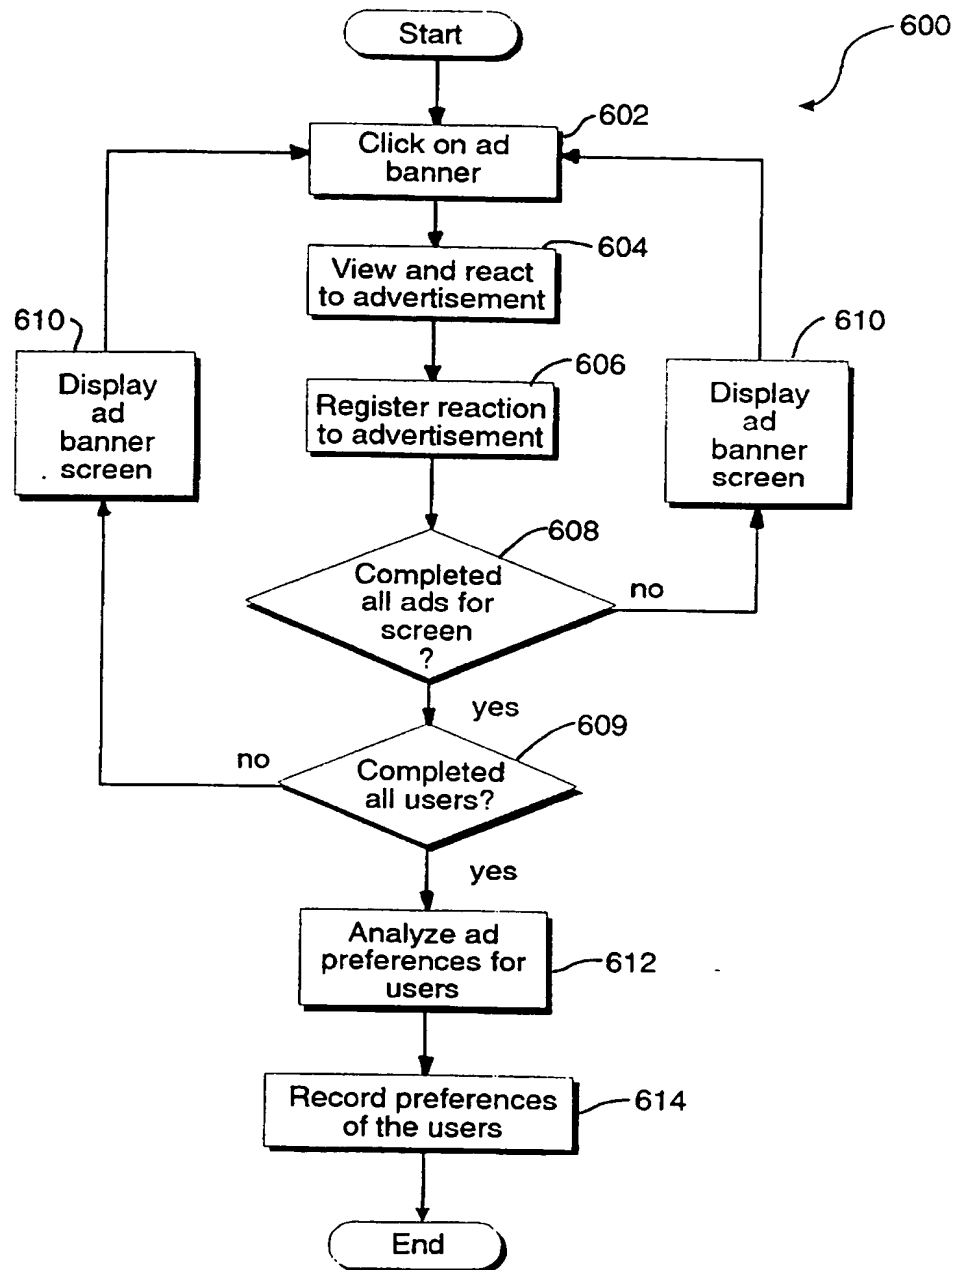 Start
600
602
Click on ad
banner
604
View and react
to advertisement
610
Display
ad
banner
screen
606
Register reaction
to advertisement
610
Display
ad
banner
screen
608
Completed
all ads for
screen
?
no
yes
609
no
Completed
all users?
yes
Analyze ad
preferences for
users
612
Record preferences
of the users
614
End